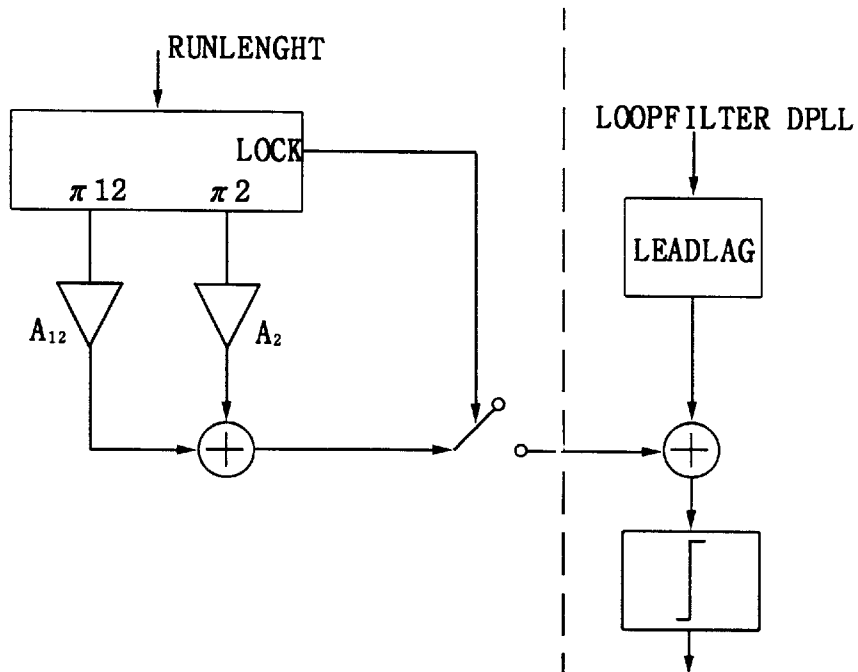 RUNLENGHT
LOCK
π12 π2
A₁₂ A₂
LOOPFILTER DPLL
LEADLAG